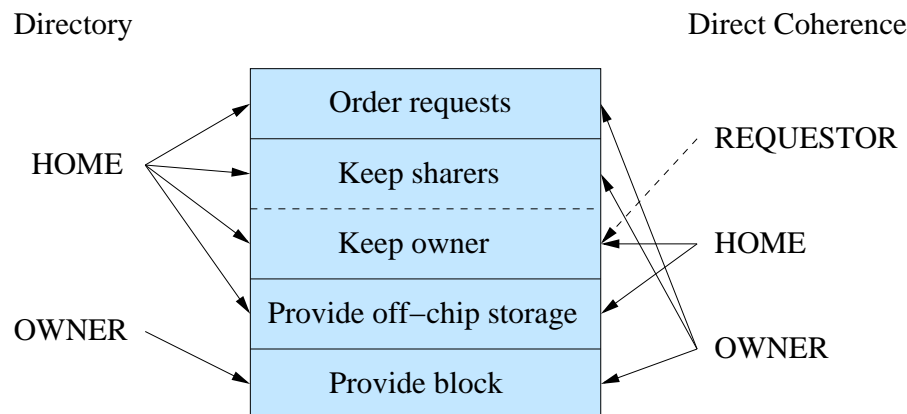 Directory
Direct Coherence
Order requests
REQUESTOR
HOME
Keep sharers
Keep owner
HOME
Provide off−chip storage
OWNER
OWNER
Provide block